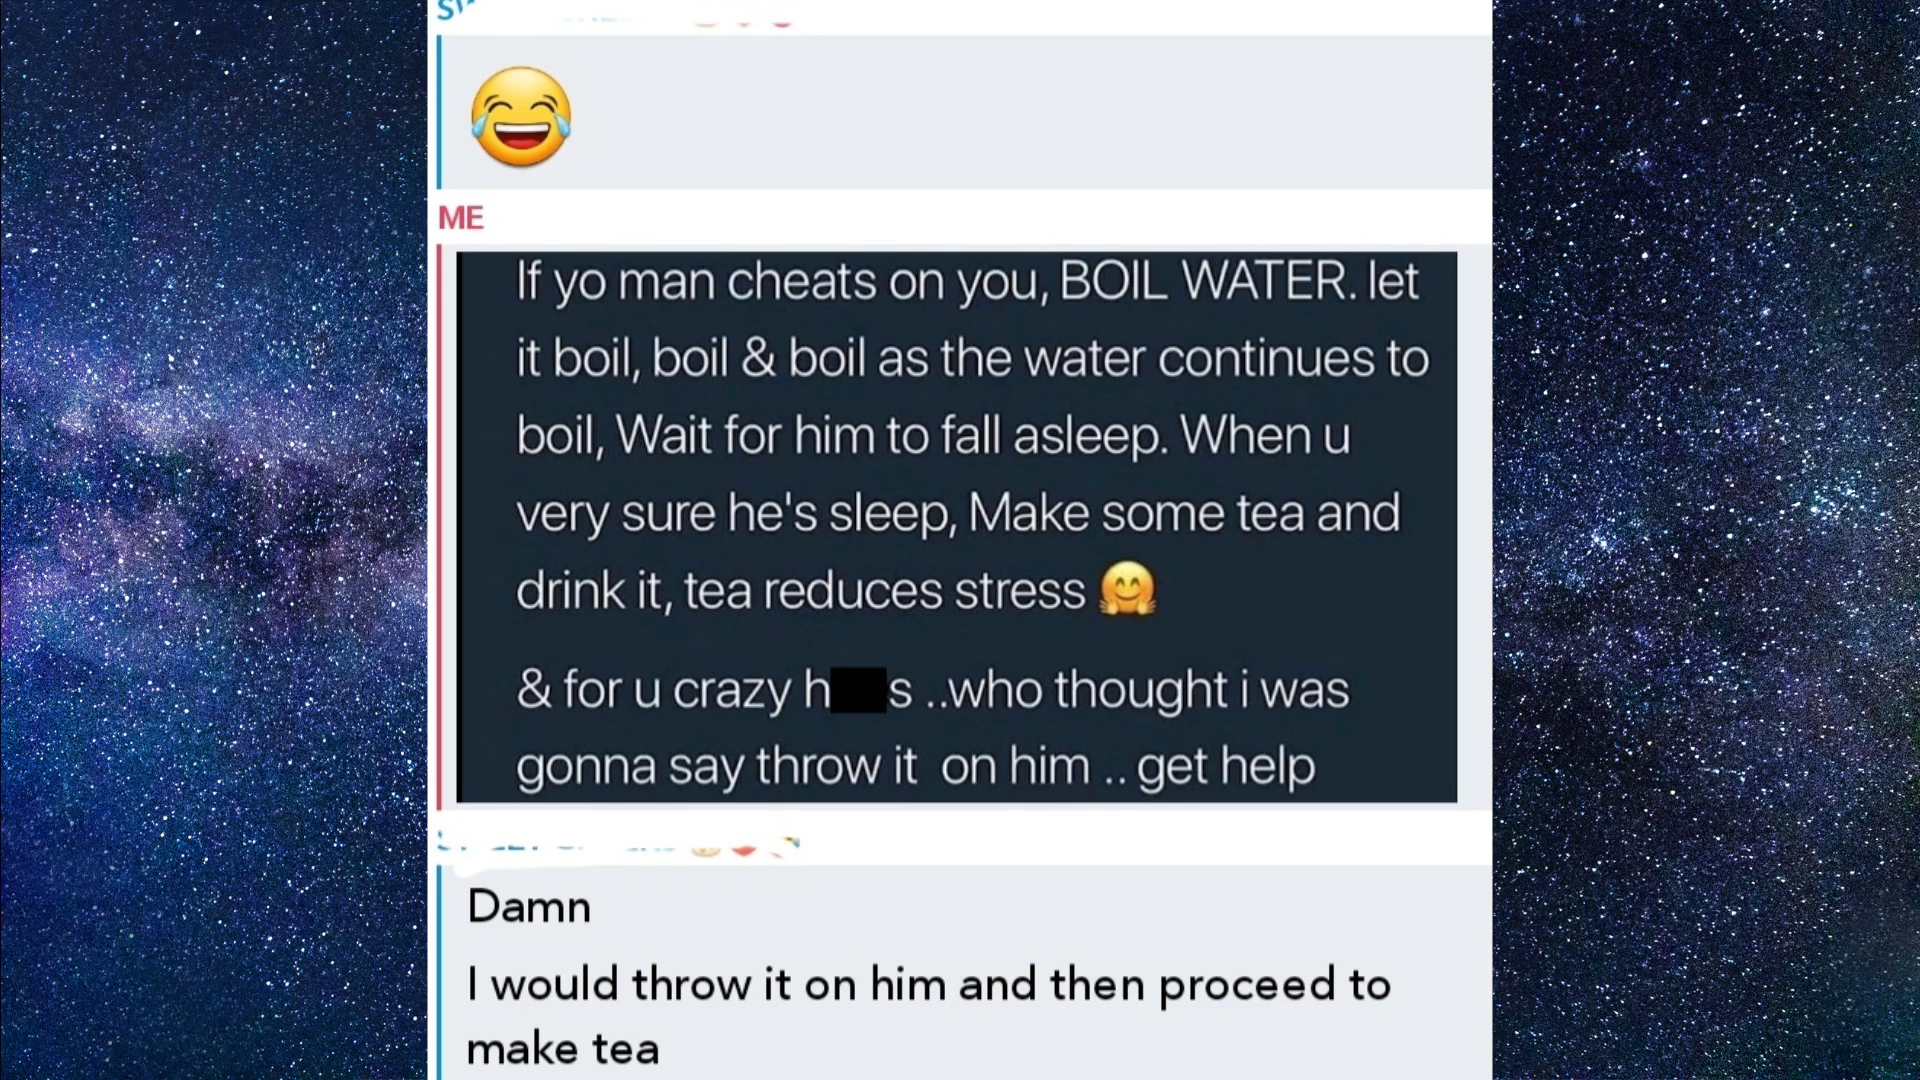 ME
If yo man cheats on you, BOIL WATER. let
it boil, boil & boil as the water continues to
boil, Wait for him to fall asleep. When u
very sure he's sleep, Make some tea and
drink it, tea reduces stress 🤗
& for u crazy h s ..who thought i was
gonna say throw it on him .. get help
Damn
I would throw it on him and then proceed to
make tea